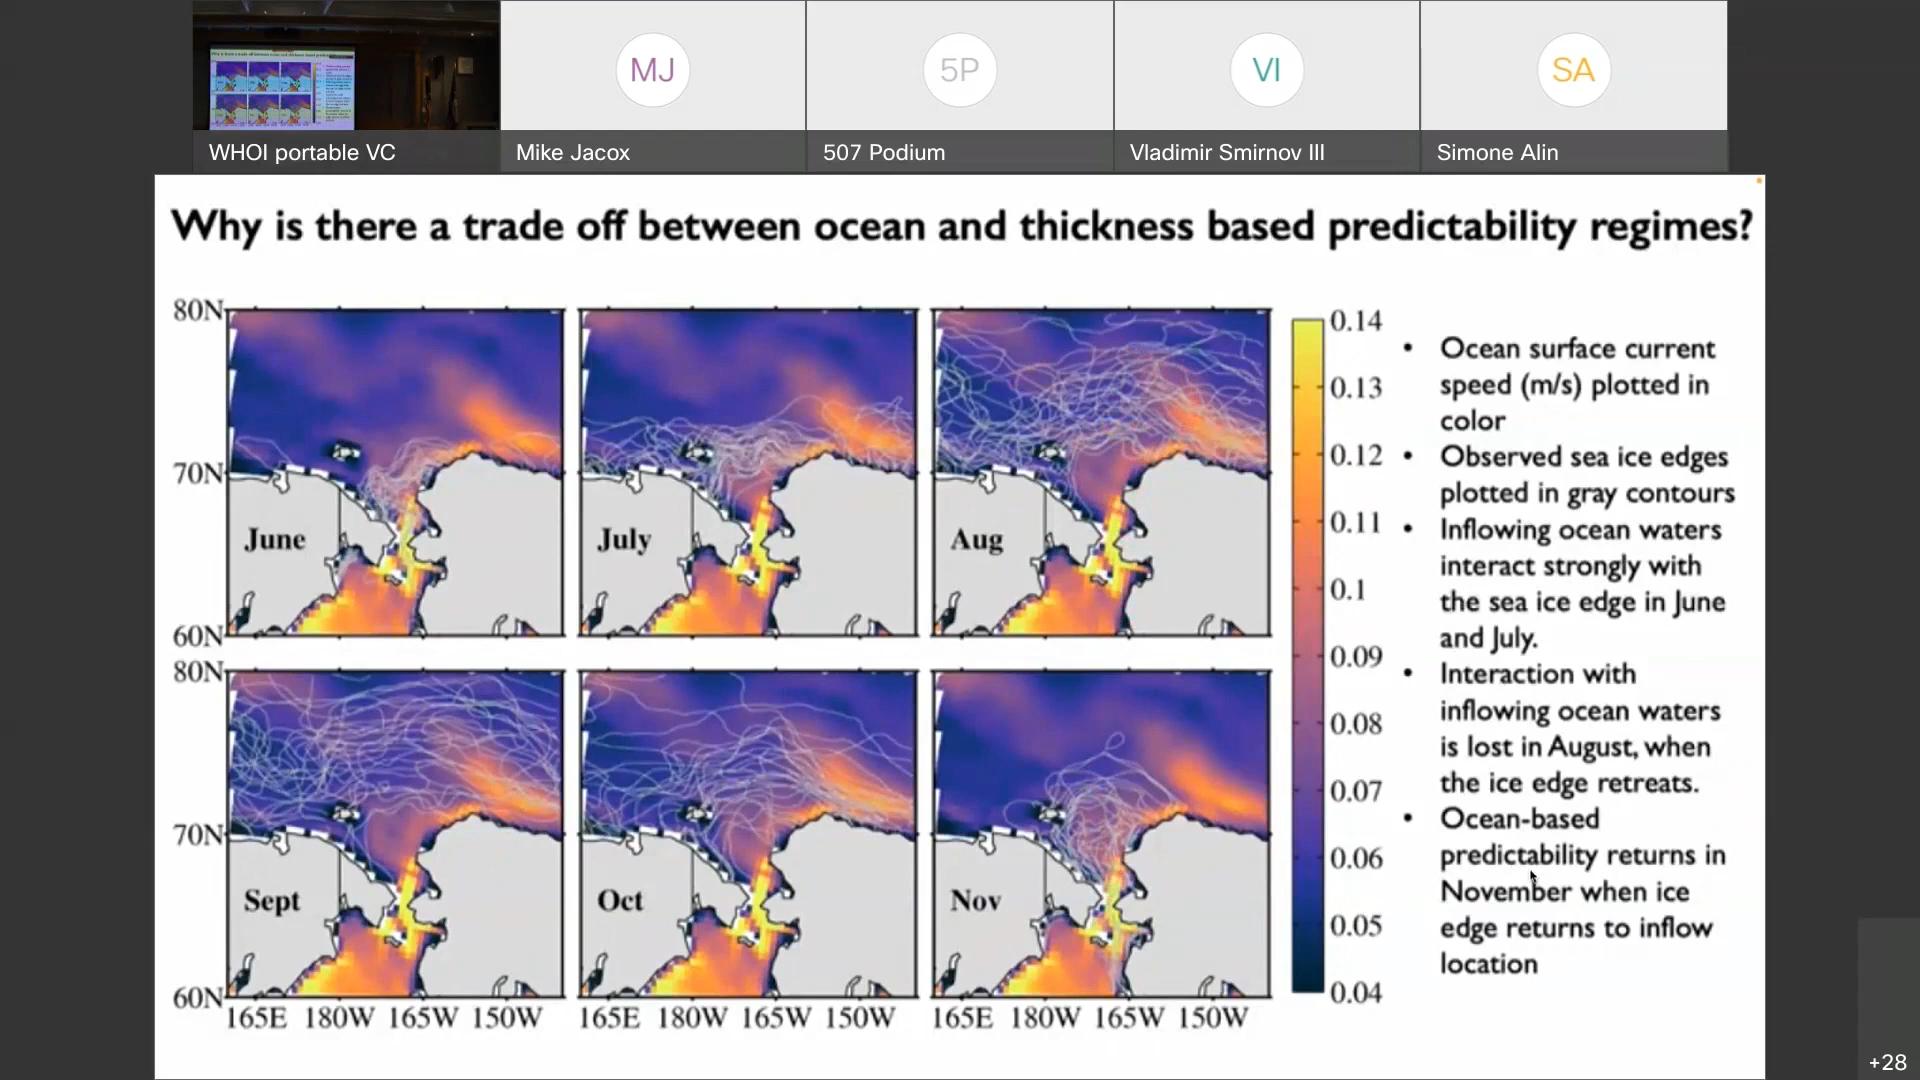 MJ
5P
VI
SA
WHOI portable VC
Mike Jacox
507 Podium
Vladimir Smirnov III
Simone Alin
Why is there a trade off between ocean and thickness based predictability regimes?
80N
70N
60N
June
July
Aug
80N
70N
60N
Sept
Oct
Nov
165E 180W 165W 150W
165E 180W 165W 150W
165E 180W 165W 150W
0.14
0.13
0.12
0.11
0.1
0.09
0.08
0.07
0.06
0.05
0.04
• Ocean surface current
speed (m/s) plotted in
color
• Observed sea ice edges
plotted in gray contours
• Inflowing ocean waters
interact strongly with
the sea ice edge in June
and July.
• Interaction with
inflowing ocean waters
is lost in August, when
the ice edge retreats.
• Ocean-based
predictability returns in
November when ice
edge returns to inflow
location
+28